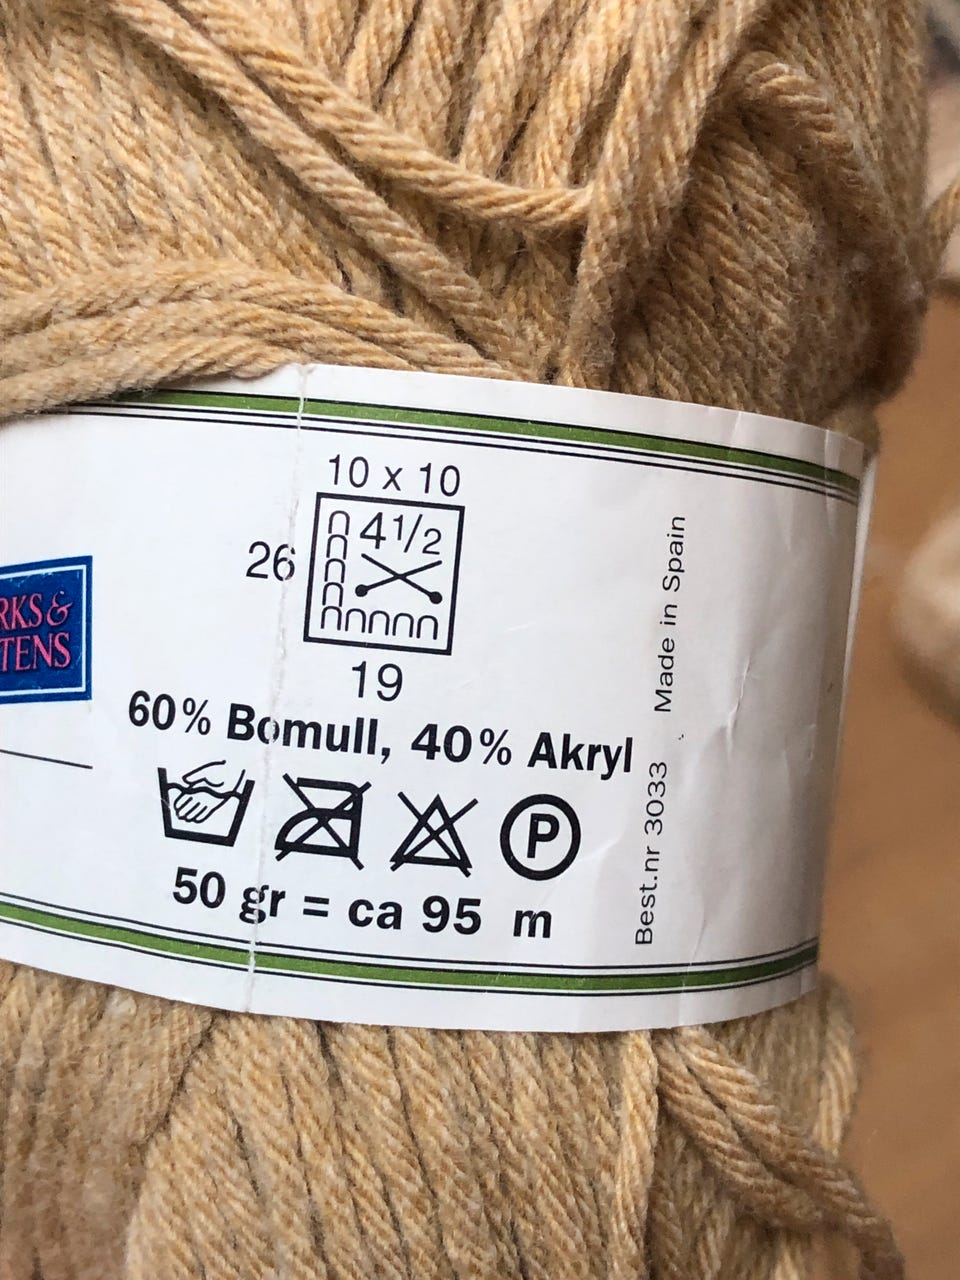 10 x 10
4 1/2
26
19
60% Bomull, 40% Akryl
P
50 gr = ca 95 m
Best.nr 3033 Made in Spain